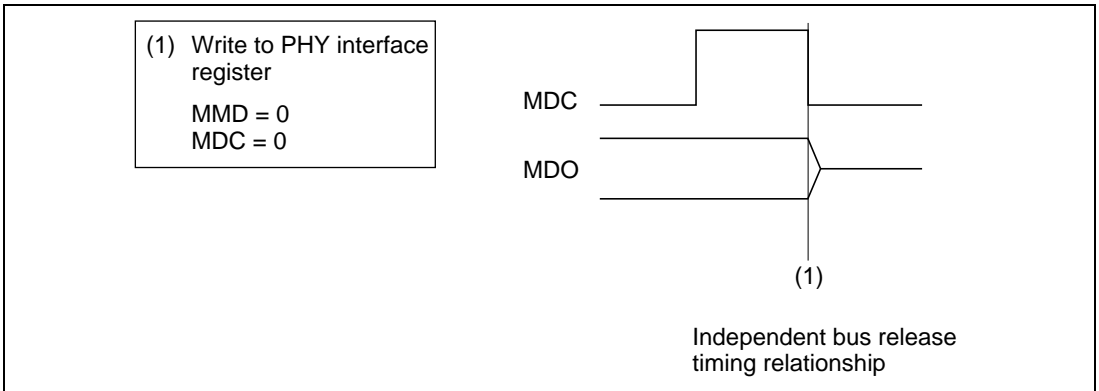 (1) Write to PHY interface
register
MMD = 0
MDC = 0
MDC
MDO
(1)
Independent bus release
timing relationship